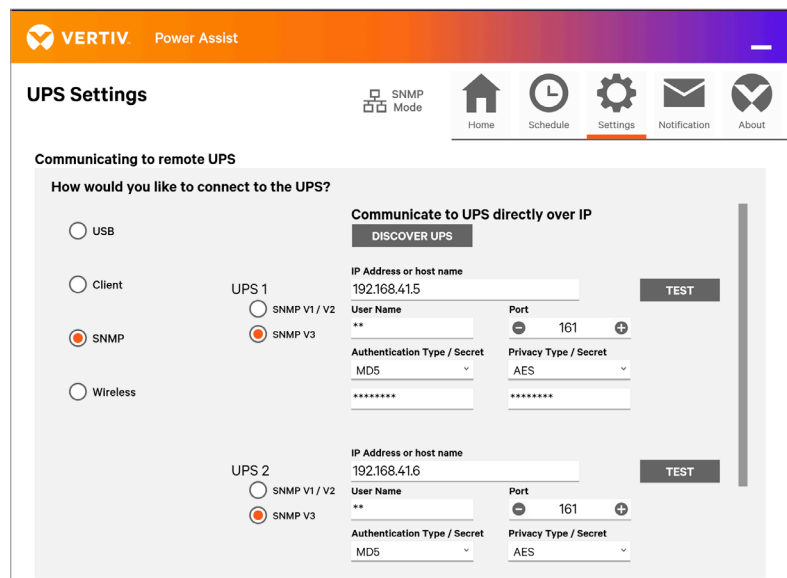 VERTIV. Power Assist
UPS Settings
SNMP
Mode
Home
Schedule
Settings
Notification
About
Communicating to remote UPS
How would you like to connect to the UPS?
USB
Client
SNMP
Wireless
Communicate to UPS directly over IP
DISCOVER UPS
UPS 1
SNMP V1 / V2
SNMP V3
IP Address or host name
192.168.41.5
TEST
User Name
Port
**
161
Authentication Type / Secret
Privacy Type / Secret
MD5
AES
********
********
UPS 2
SNMP V1 / V2
SNMP V3
IP Address or host name
192.168.41.6
TEST
User Name
Port
**
161
Authentication Type / Secret
Privacy Type / Secret
MD5
AES